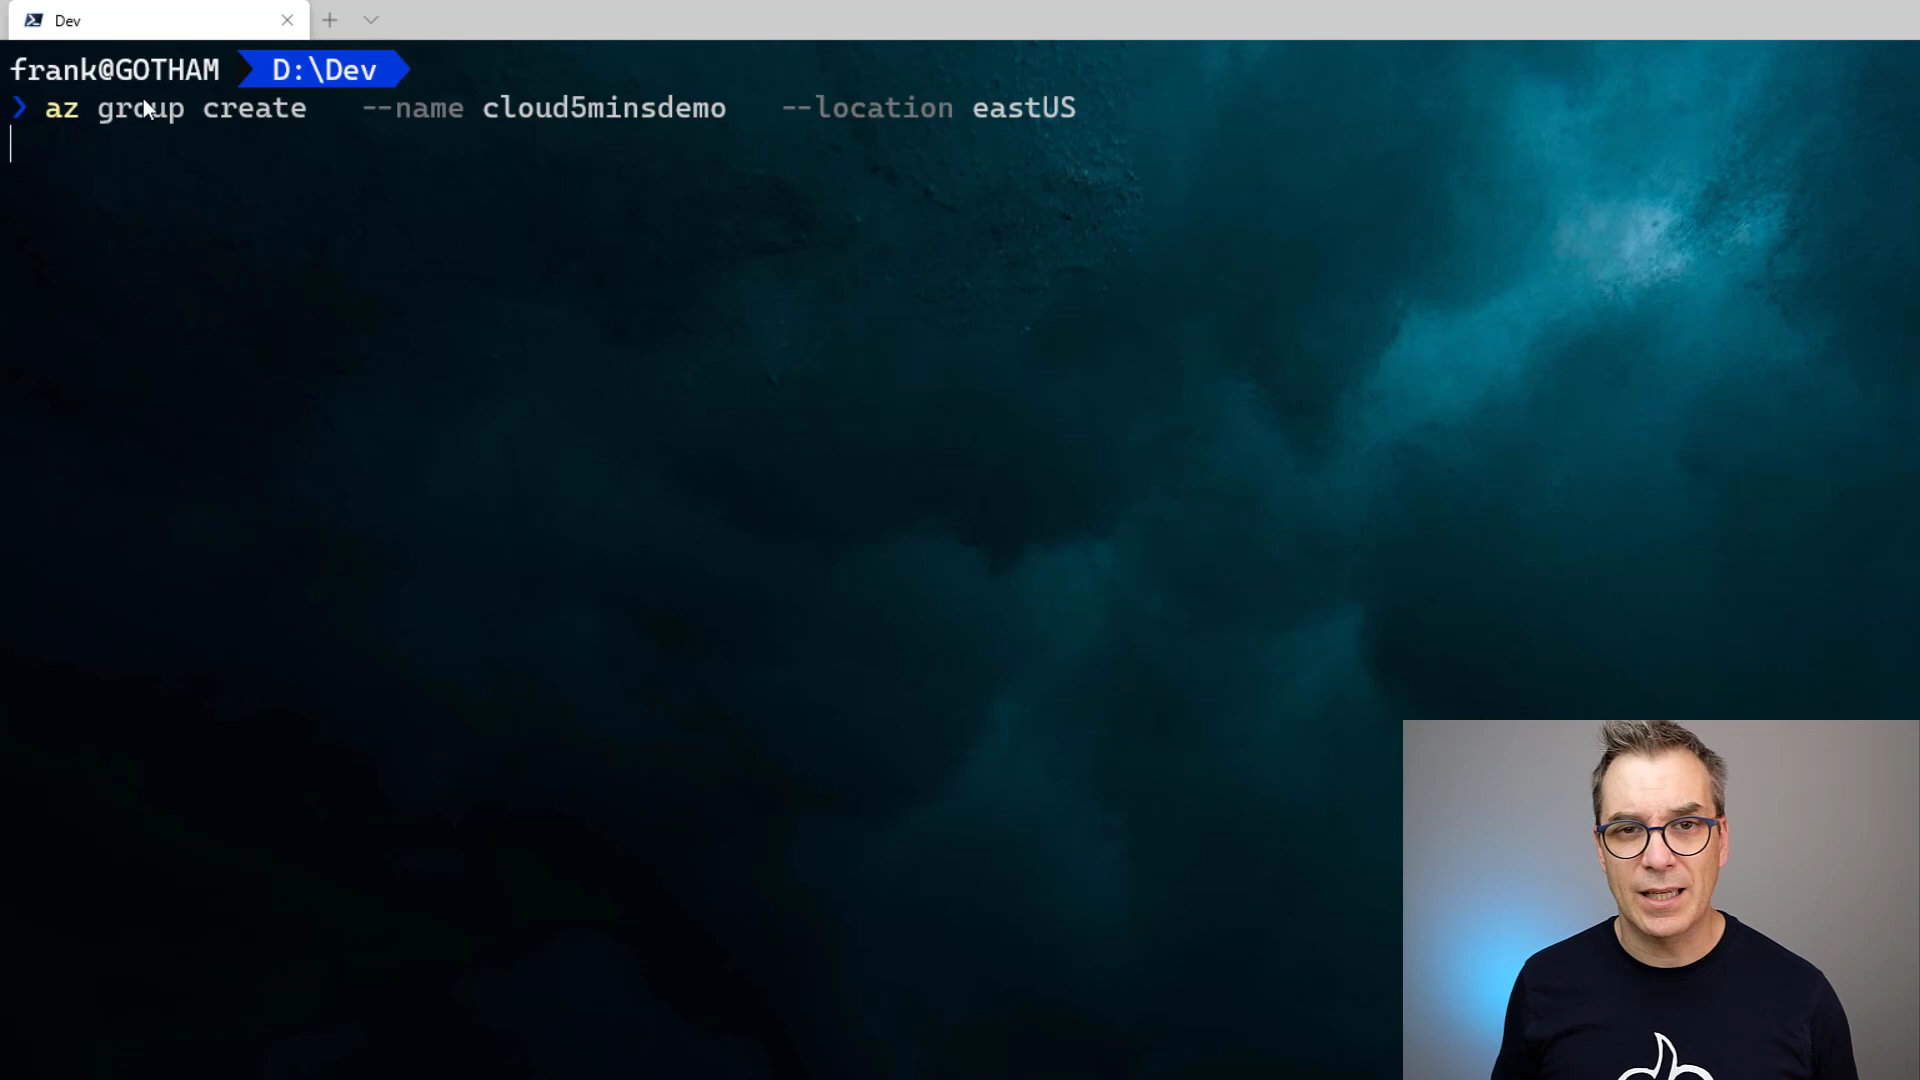 Dev
frank@GOTHAM D:\Dev
❯ az group create   --name cloud5minsdemo   --location eastUS